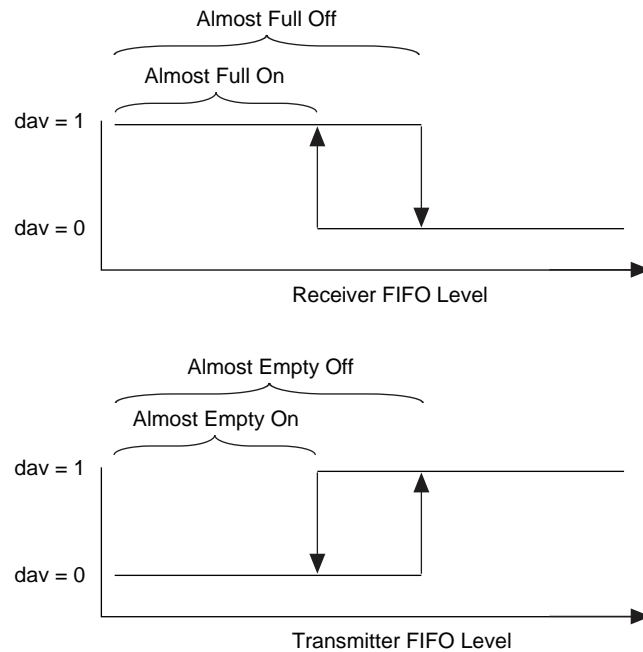 Almost Full Off
Almost Full On
dav = 1
dav = 0
Receiver FIFO Level
Almost Empty Off
Almost Empty On
dav = 1
dav = 0
Transmitter FIFO Level